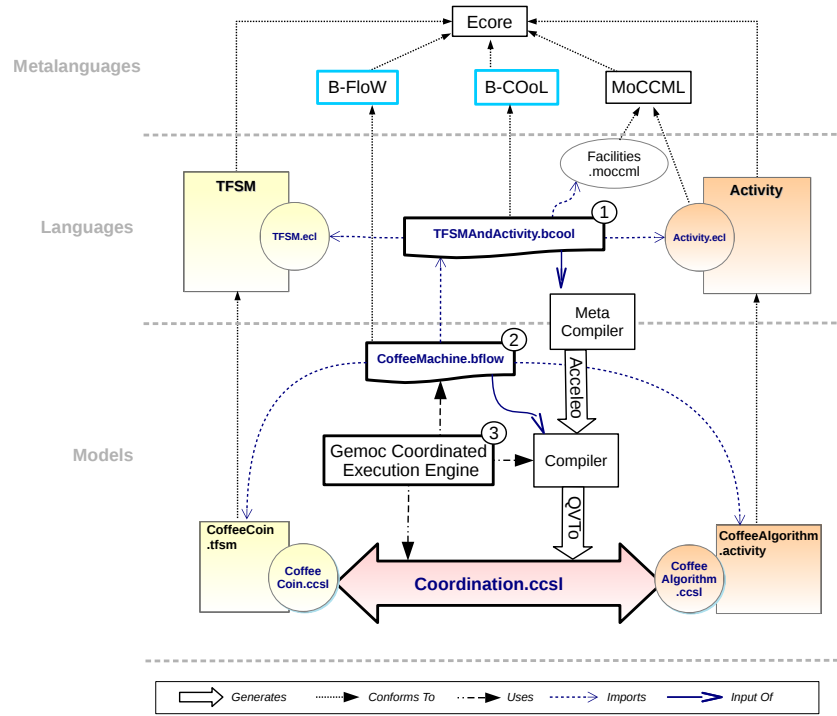 Ecore
Metalanguages
B-FloW
B-COoL
MoCCML
Facilities
.moccml
TFSM
Activity
Languages
TFSM.ecl
1
TFSMAndActivity.bcool
Activity.ecl
Meta
Compiler
2
CoffeeMachine.bflow
Acceleo
3
Gemoc Coordinated
Execution Engine
Compiler
Models
QVTo
CoffeeCoin
.tfsm
CoffeeAlgorithm
.activity
Coffee
Coin.ccsl
Coordination.ccsl
Coffee
Algorithm
.ccsl
Generates
Conforms To
Uses
Imports
Input Of